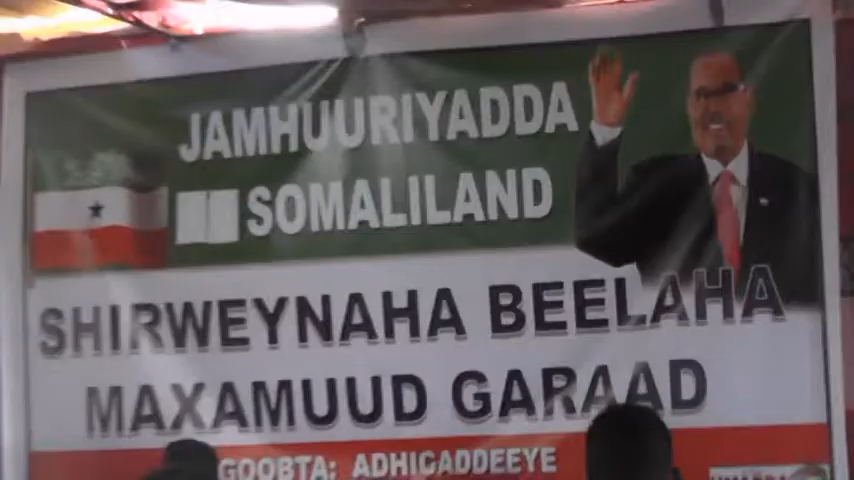 JAMHUURIYADDA
SOMALILAND
SHIRWEYNAHA BEELAHA
MAXAMUUD GARAAD
GOOBTA; ADHICADDEEYE